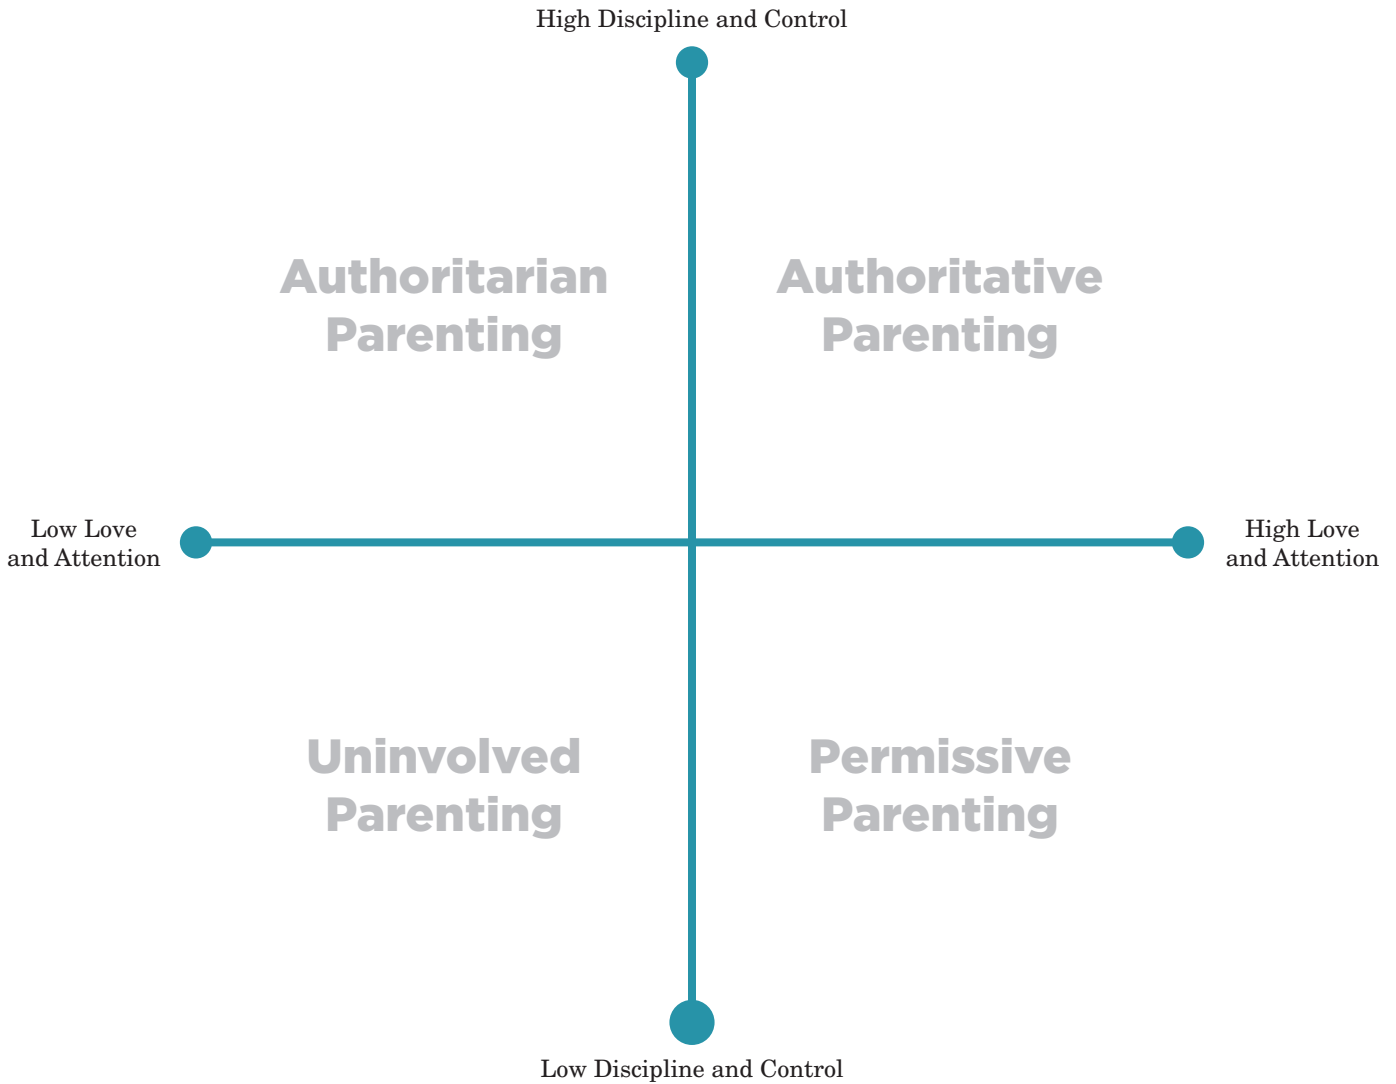 High Discipline and Control
Authoritarian
Parenting
Authoritative
Parenting
Low Love
and Attention
High Love
and Attention
Uninvolved
Parenting
Permissive
Parenting
Low Discipline and Control